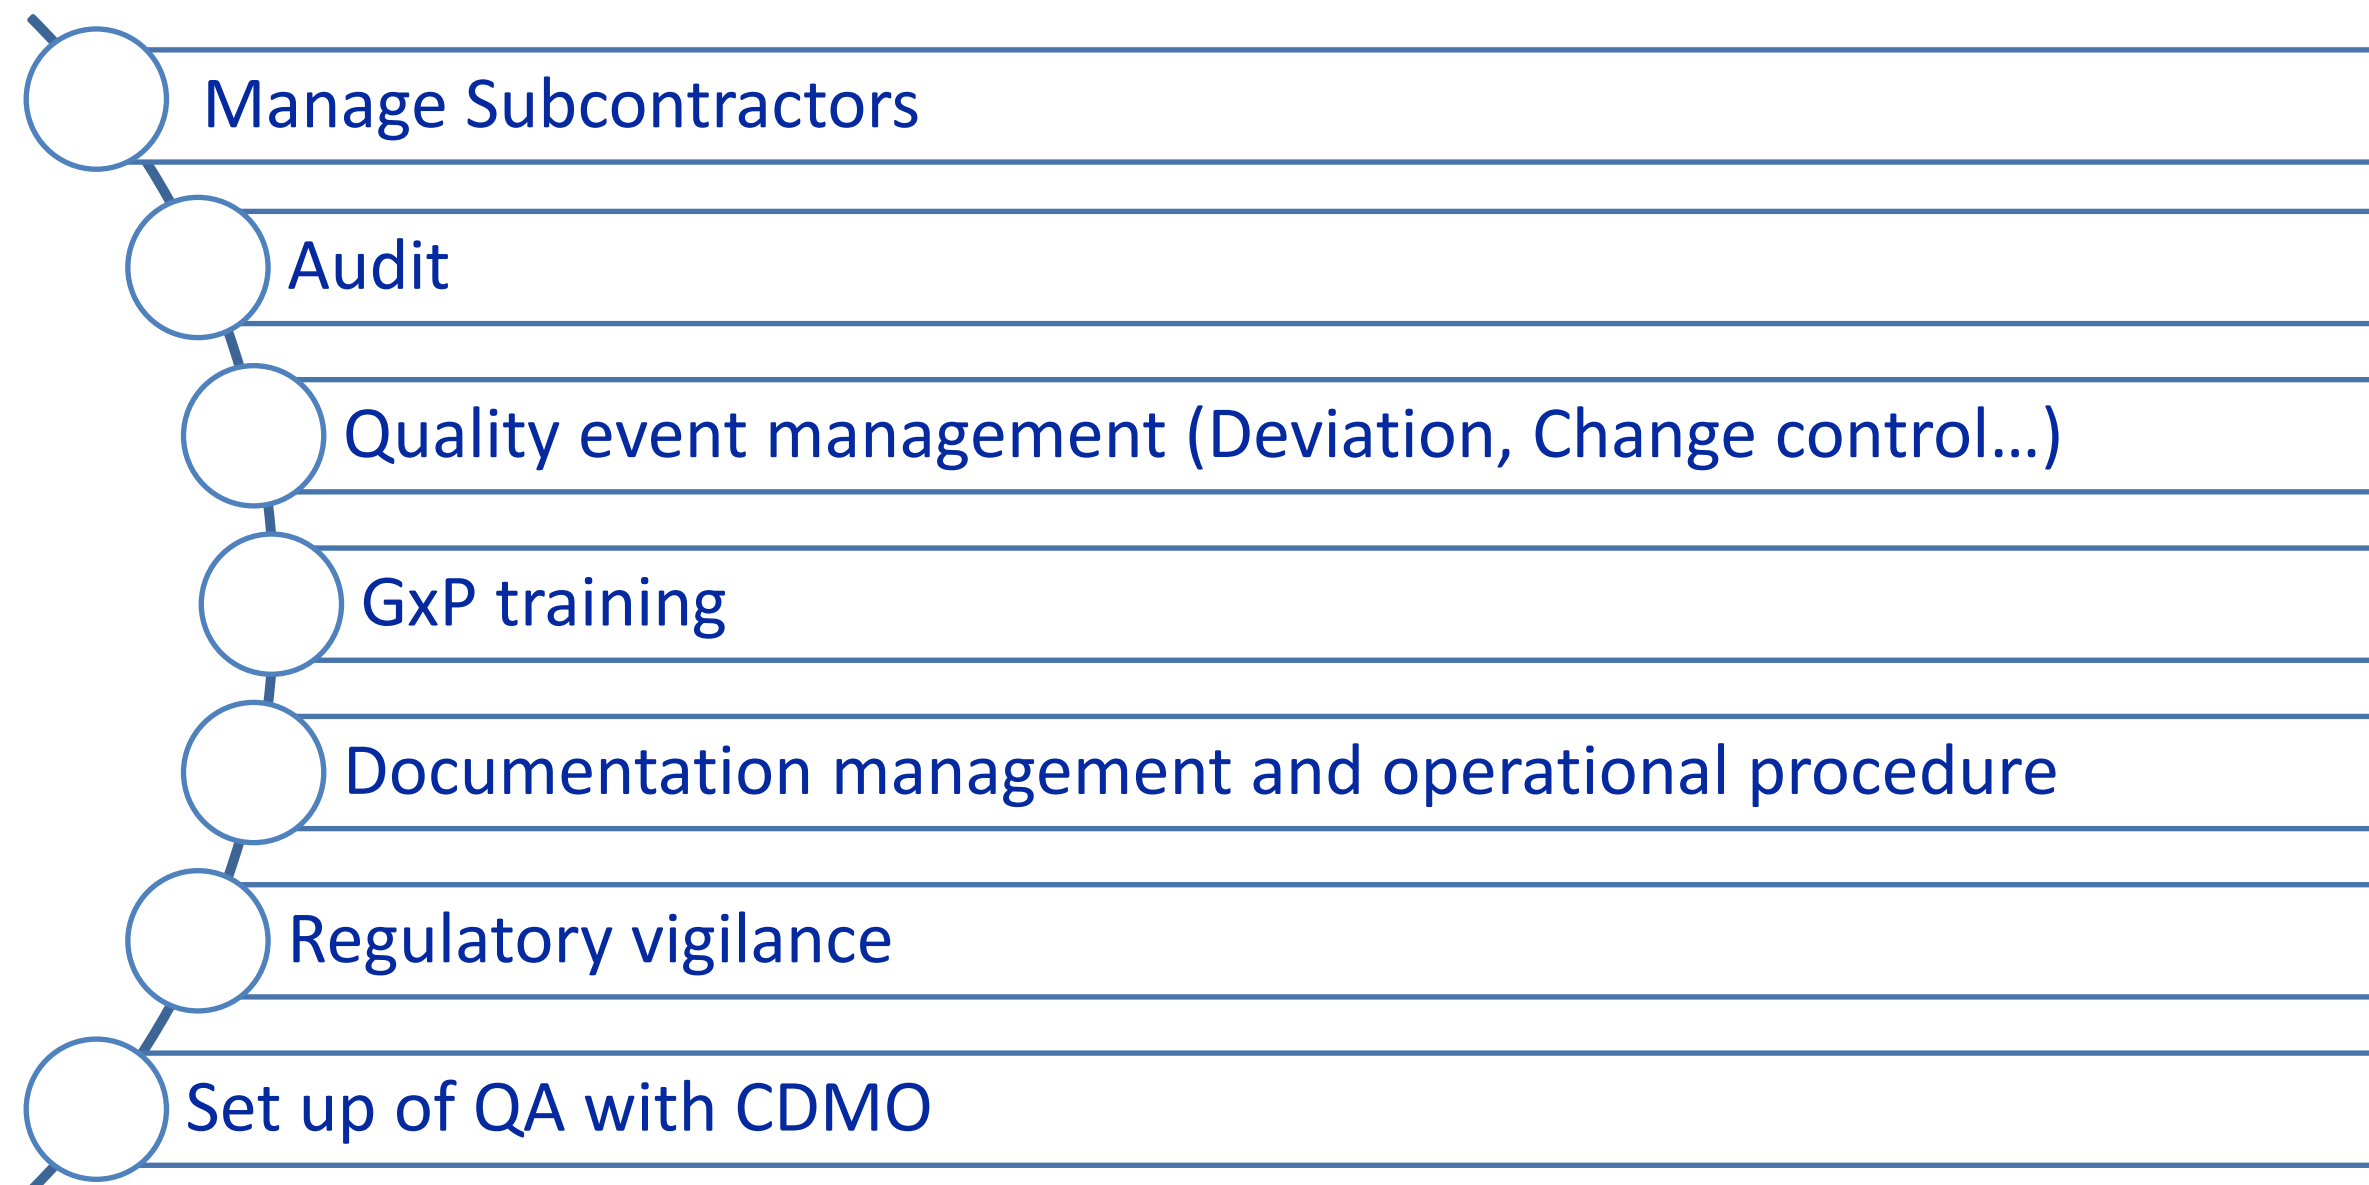 Manage Subcontractors
Audit
Quality event management (Deviation, Change control...)
GxP training
Documentation management and operational procedure
Regulatory vigilance
Set up of QA with CDMO